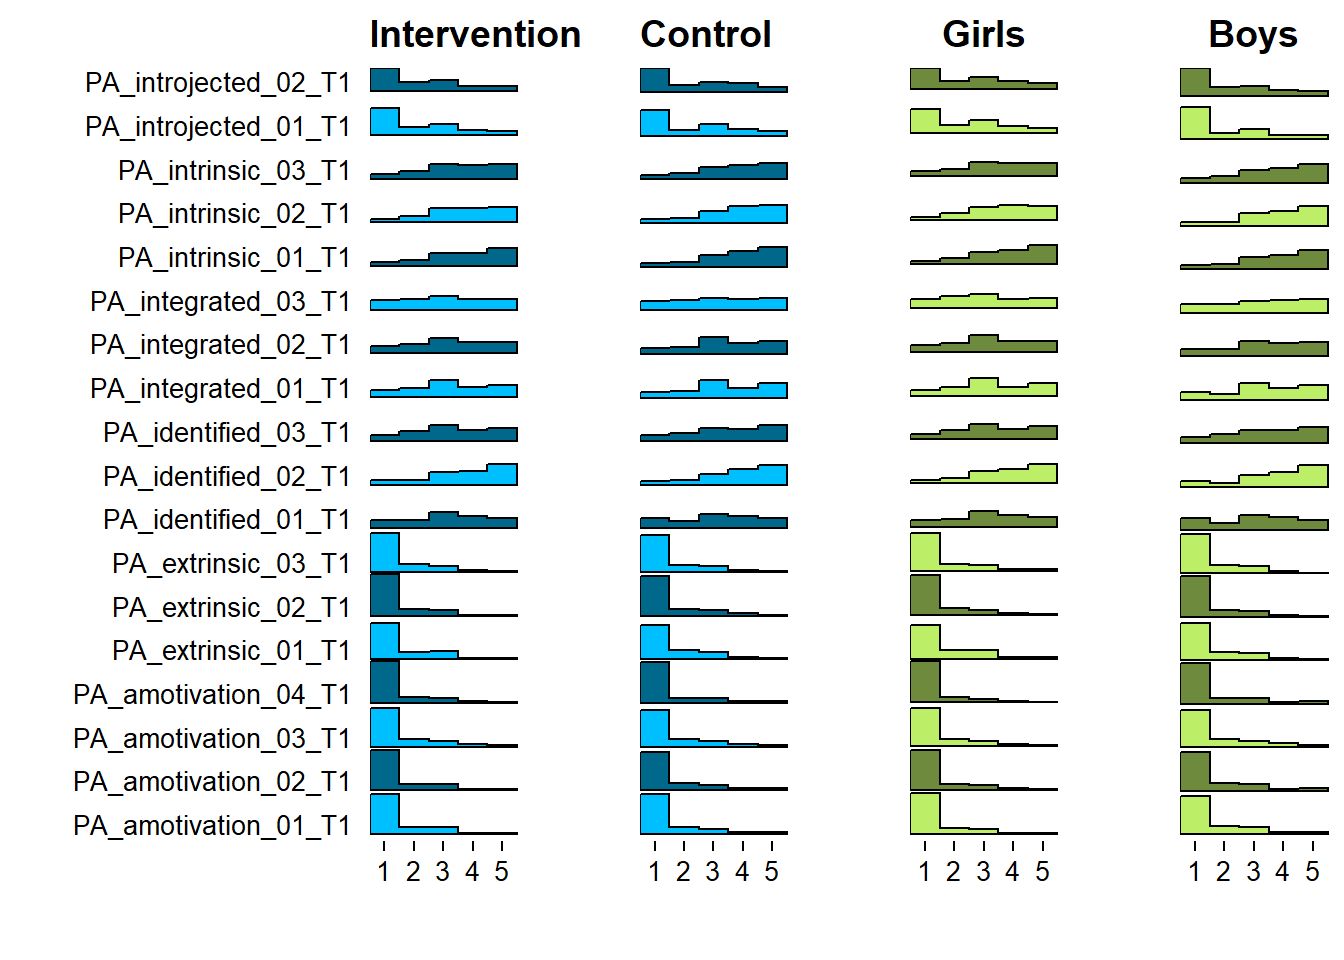 Intervention Control Girls Boys
PA_introjected_02_T1
PA_introjected_01_T1
PA_intrinsic_03_T1
PA_intrinsic_02_T1
PA_intrinsic_01_T1
PA_integrated_03_T1
PA_integrated_02_T1
PA_integrated_01_T1
PA_identified_03_T1
PA_identified_02_T1
PA_identified_01_T1
PA_extrinsic_03_T1
PA_extrinsic_02_T1
PA_extrinsic_01_T1
PA_amotivation_04_T1
PA_amotivation_03_T1
PA_amotivation_02_T1
PA_amotivation_01_T1
1 2 3 4 5 1 2 3 4 5 1 2 3 4 5 1 2 3 4 5